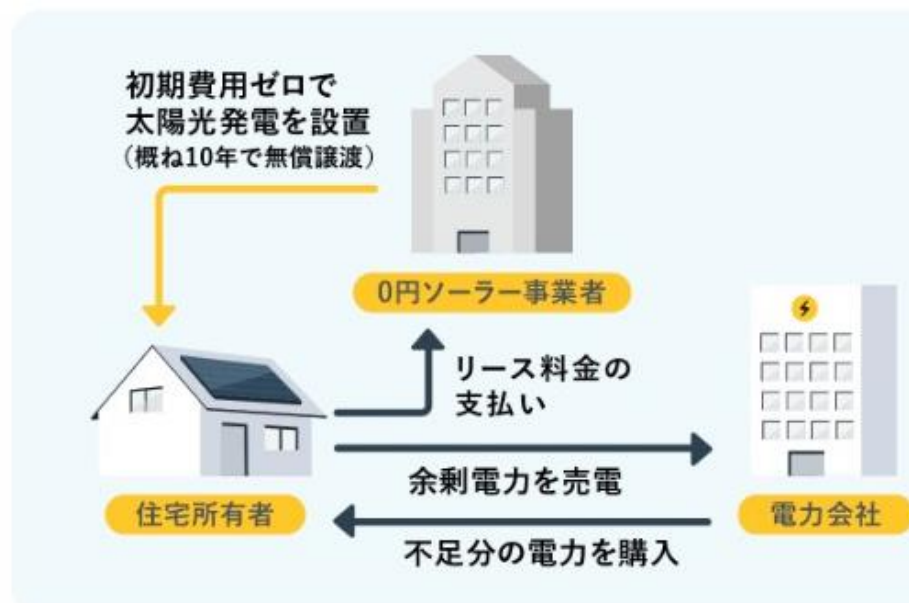 初期費用ゼロで
太陽光発電を設置
(概ね10年で無償譲渡)
0円ソーラー事業者
リース料金の
支払い
余剰電力を売電
住宅所有者
電力会社
不足分の電力を購入